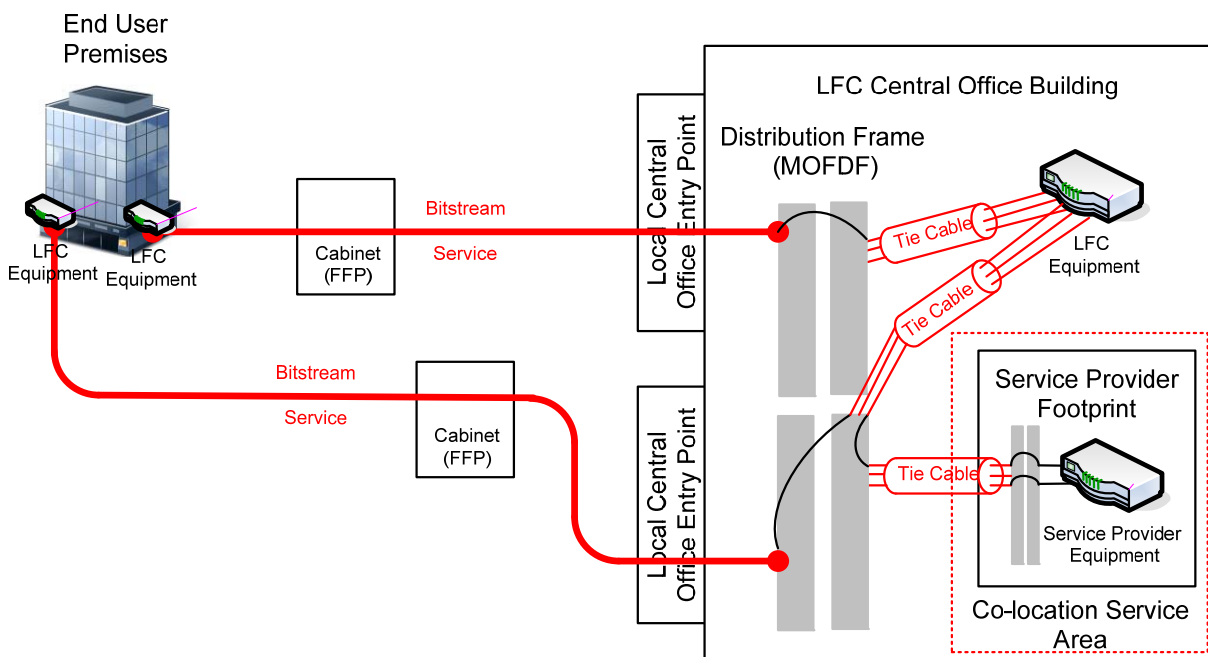 End User
Premises
LFC
Equipment
LFC
Equipment
Cabinet
(FFP)
Bitstream
Service
Local Central
Office Entry Point
Bitstream
Service
Cabinet
(FFP)
Local Central
Office Entry Point
LFC Central Office Building
Distribution Frame
(MOFDF)
Tie Cable
LFC
Equipment
Tie Cable
Tie Cable
Service Provider
Footprint
Service Provider
Equipment
Co-location Service
Area